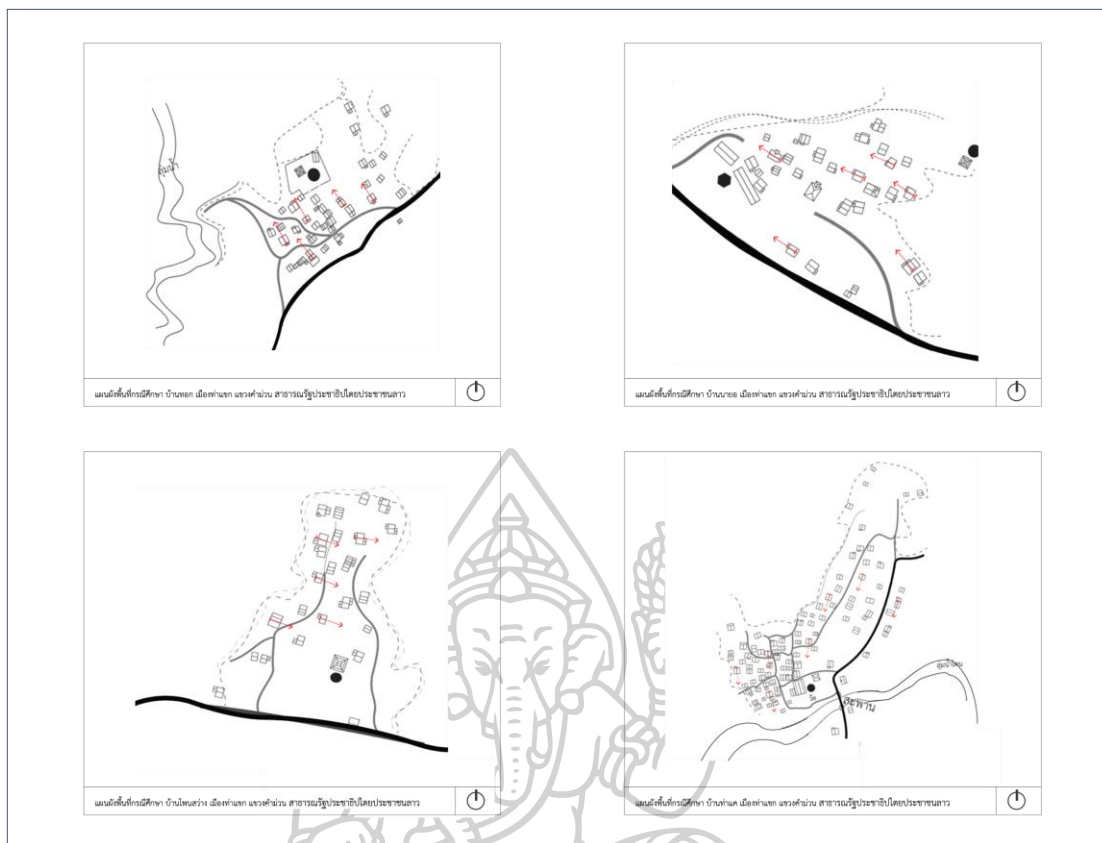 ลุ่มน้ำ
แผนผังพื้นที่กรณีศึกษา บ้านทอก เมืองท่าแขก แขวงคำม่วน สาธารณรัฐประชาธิปไตยประชาชนลาว
แผนผังพื้นที่กรณีศึกษา บ้านนายอ เมืองท่าแขก แขวงคำม่วน สาธารณรัฐประชาธิปไตยประชาชนลาว
แผนผังพื้นที่กรณีศึกษา บ้านโพนสว่าง เมืองท่าแขก แขวงคำม่วน สาธารณรัฐประชาธิปไตยประชาชนลาว
ลุ่มน้ำโดน
สะพาน
แผนผังพื้นที่กรณีศึกษา บ้านท่าแค เมืองท่าแขก แขวงคำม่วน สาธารณรัฐประชาธิปไตยประชาชนลาว